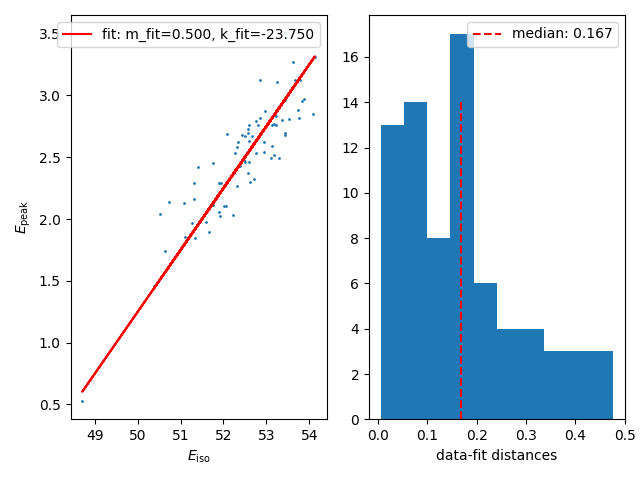 fit: m_fit=0.500, k_fit=-23.750
3.5
3.0
2.5
2.0
1.5
1.0
0.5
E_peak
49 50 51 52 53 54
E_iso
median: 0.167
16
14
12
10
8
6
4
2
0
0.0 0.1 0.2 0.3 0.4 0.5
data-fit distances